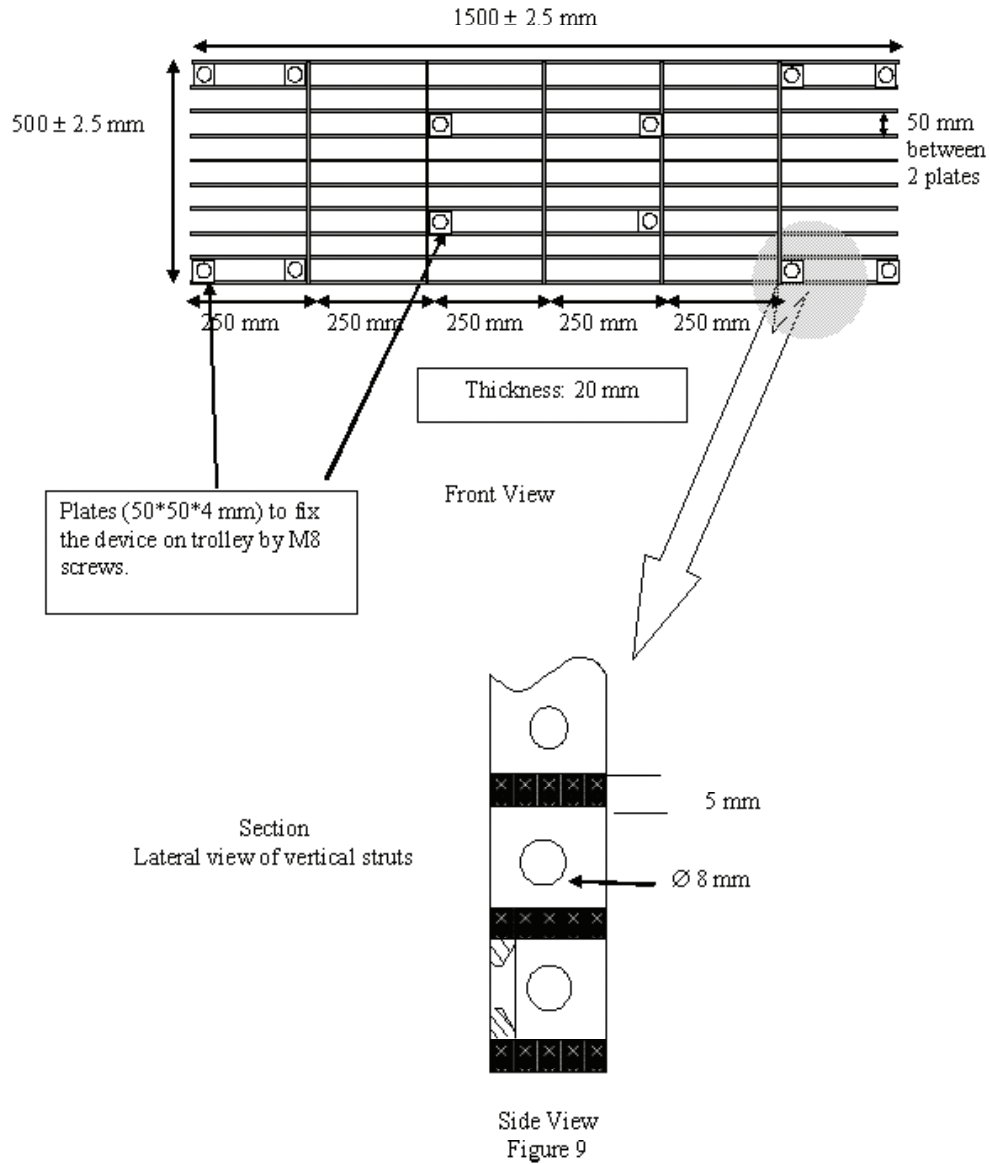 1500 ± 2.5 mm
500 ± 2.5 mm
50 mm
between
2 plates
250 mm
250 mm
250 mm
250 mm
250 mm
Thickness: 20 mm
Front View
Plates (50*50*4 mm) to fix
the device on trolley by M8
screws.
5 mm
Section
Lateral view of vertical struts
Ø 8 mm
Side View
Figure 9